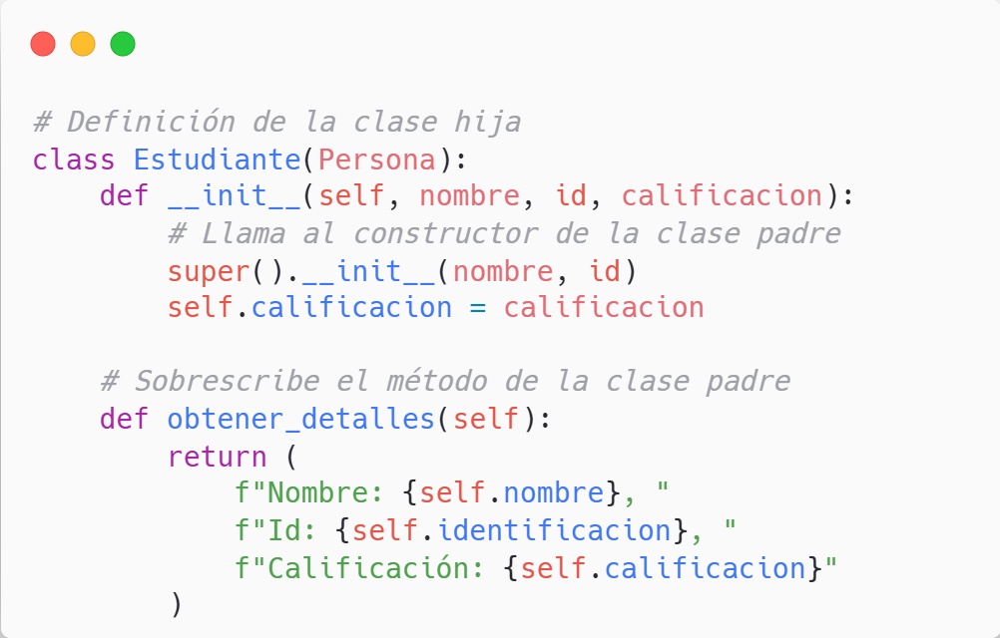 # Definición de la clase hija
class Estudiante(Persona):
    def __init__(self, nombre, id, calificacion):
        # Llama al constructor de la clase padre
        super().__init__(nombre, id)
        self.calificacion = calificacion

    # Sobrescribe el método de la clase padre
    def obtener_detalles(self):
        return (
            f"Nombre: {self.nombre}, "
            f"Id: {self.identificacion}, "
            f"Calificación: {self.calificacion}"
        )